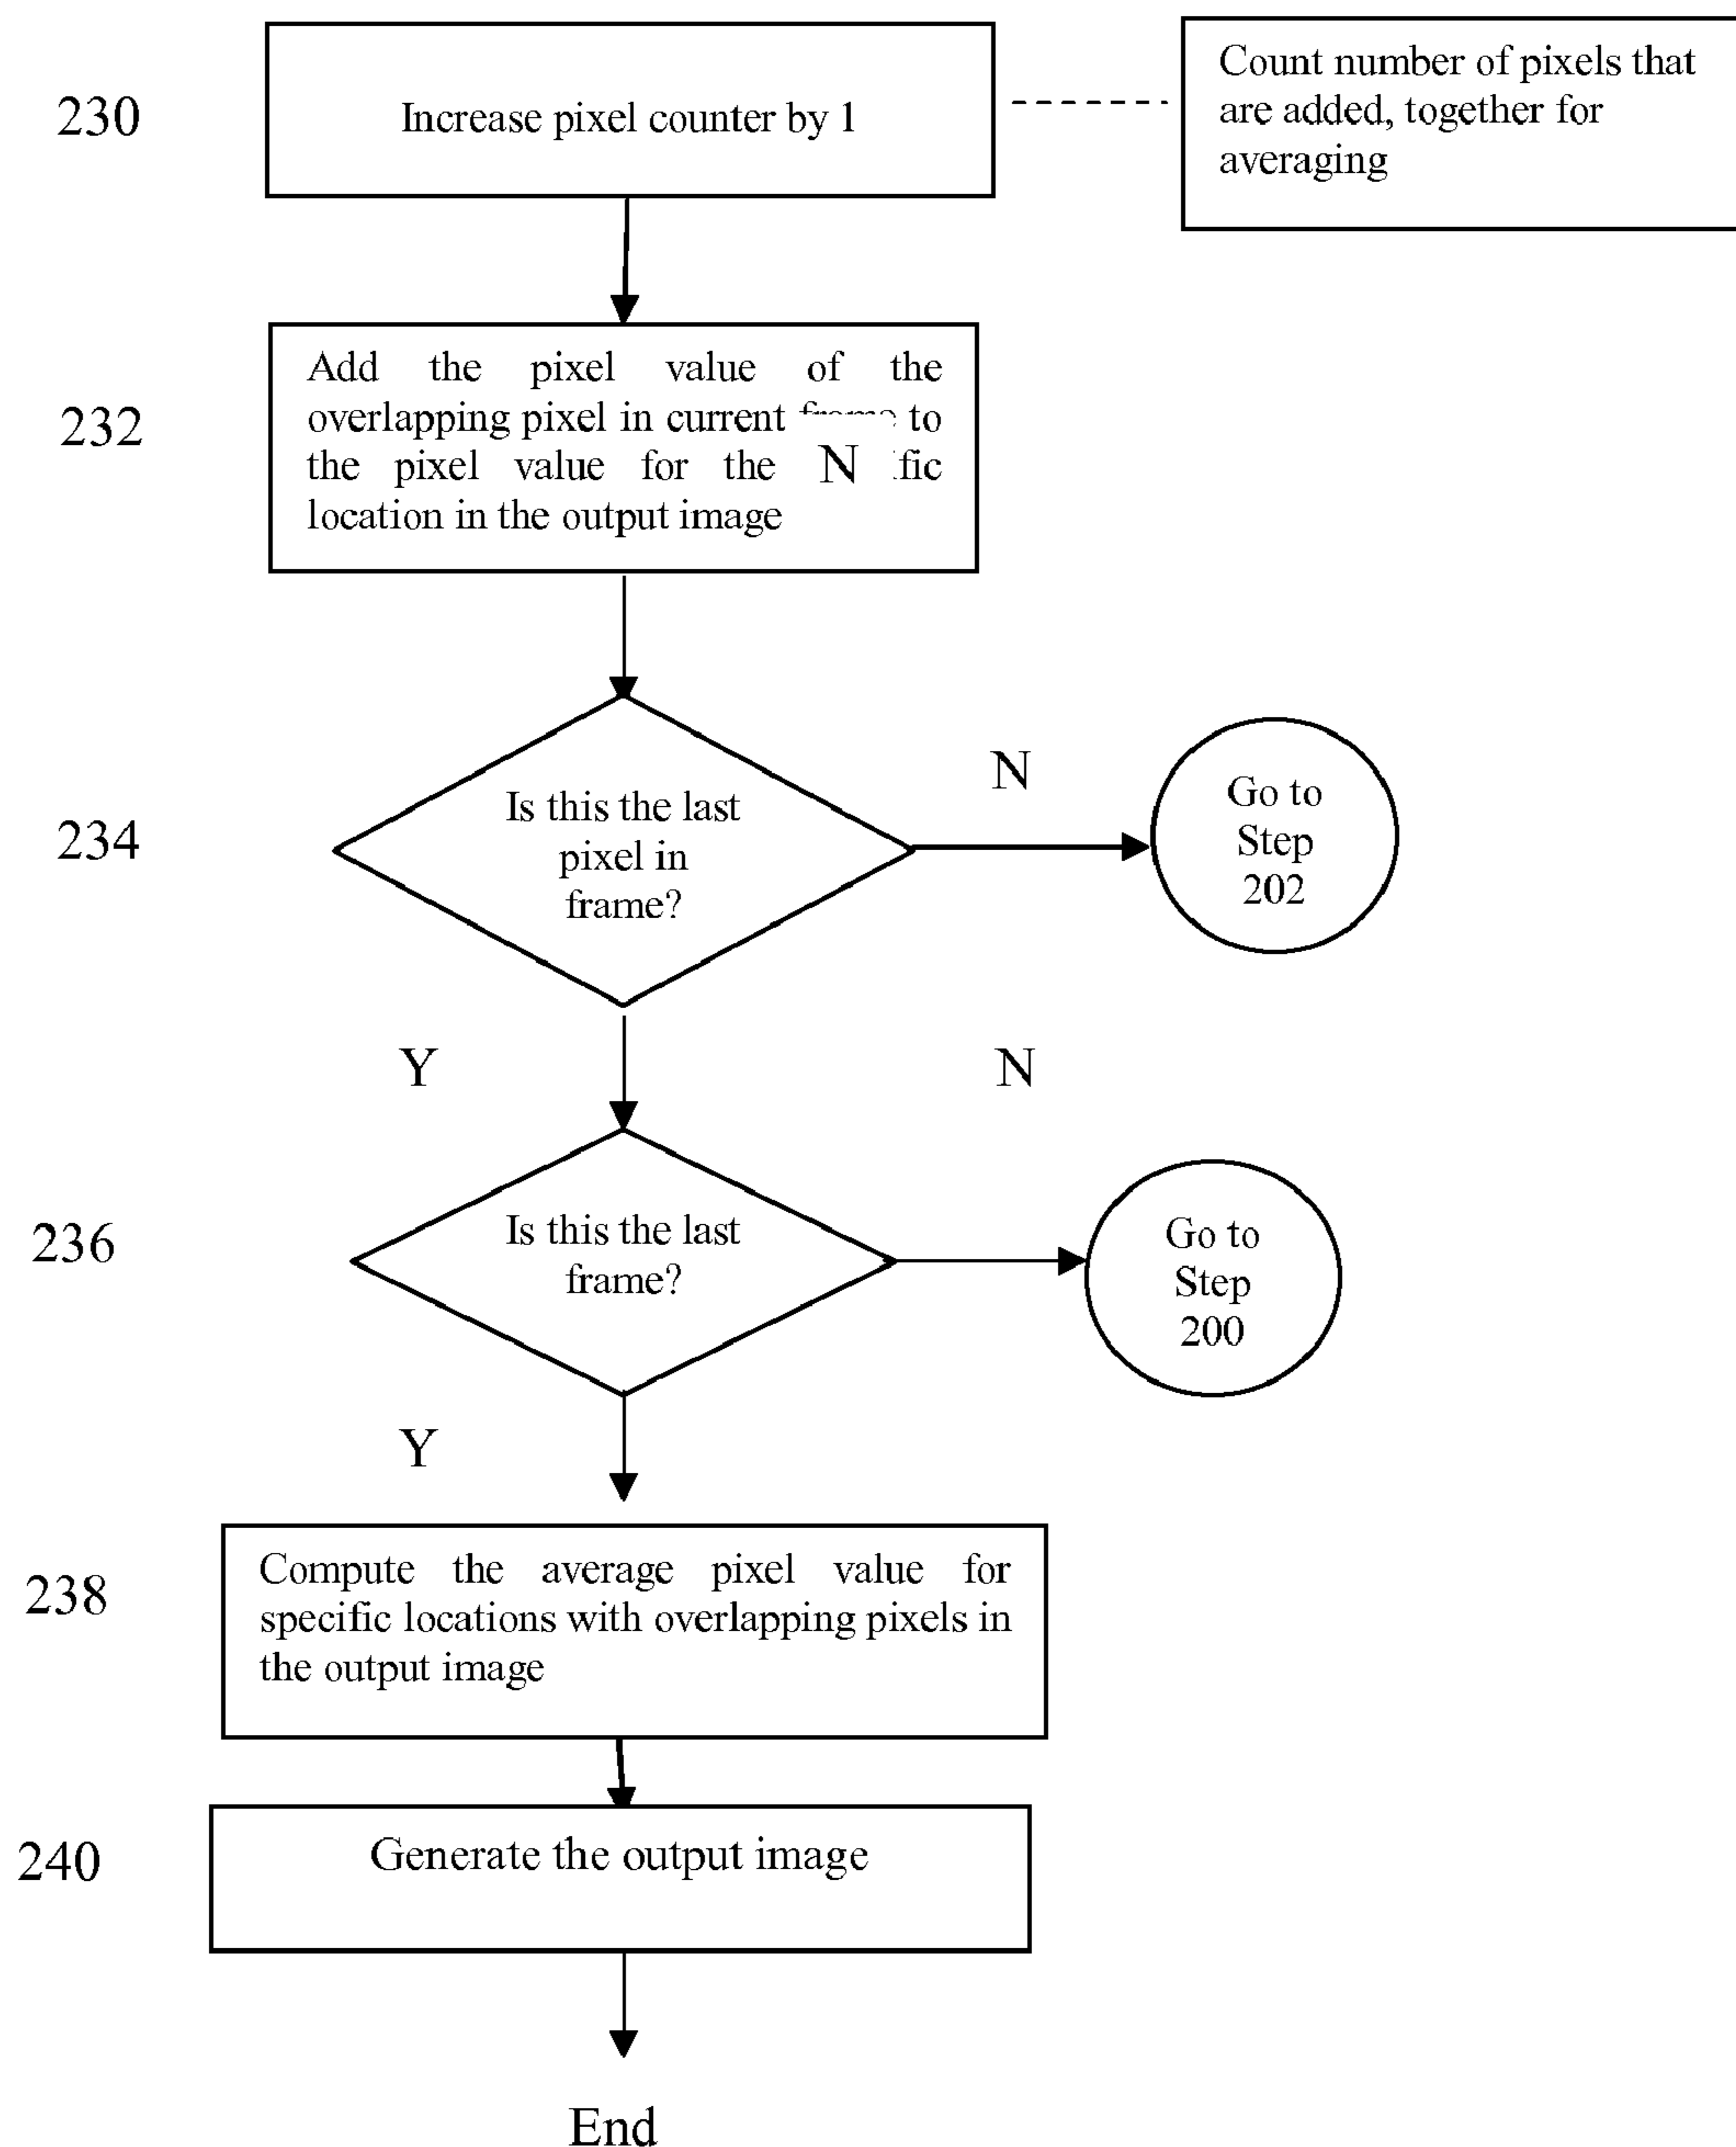 230
Increase pixel counter by 1
Count number of pixels that
are added, together for
averaging
232
Add the pixel value of the
overlapping pixel in current to
the pixel value for the N fic
location in the output image
234
Is this the last
pixel in
frame?
N
Go to
Step
202
Y
N
236
Is this the last
frame?
Go to
Step
200
Y
238
Compute the average pixel value for
specific locations with overlapping pixels in
the output image
240
Generate the output image
End